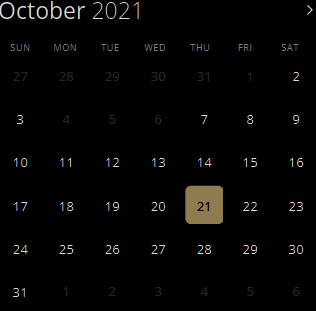 October 2021
SUN MON TUE WED THU FRI SAT
27 28 29 30 31 1 2
3 4 5 6 7 8 9
10 11 12 13 14 15 16
17 18 19 20 21 22 23
24 25 26 27 28 29 30
31 1 2 3 4 5 6